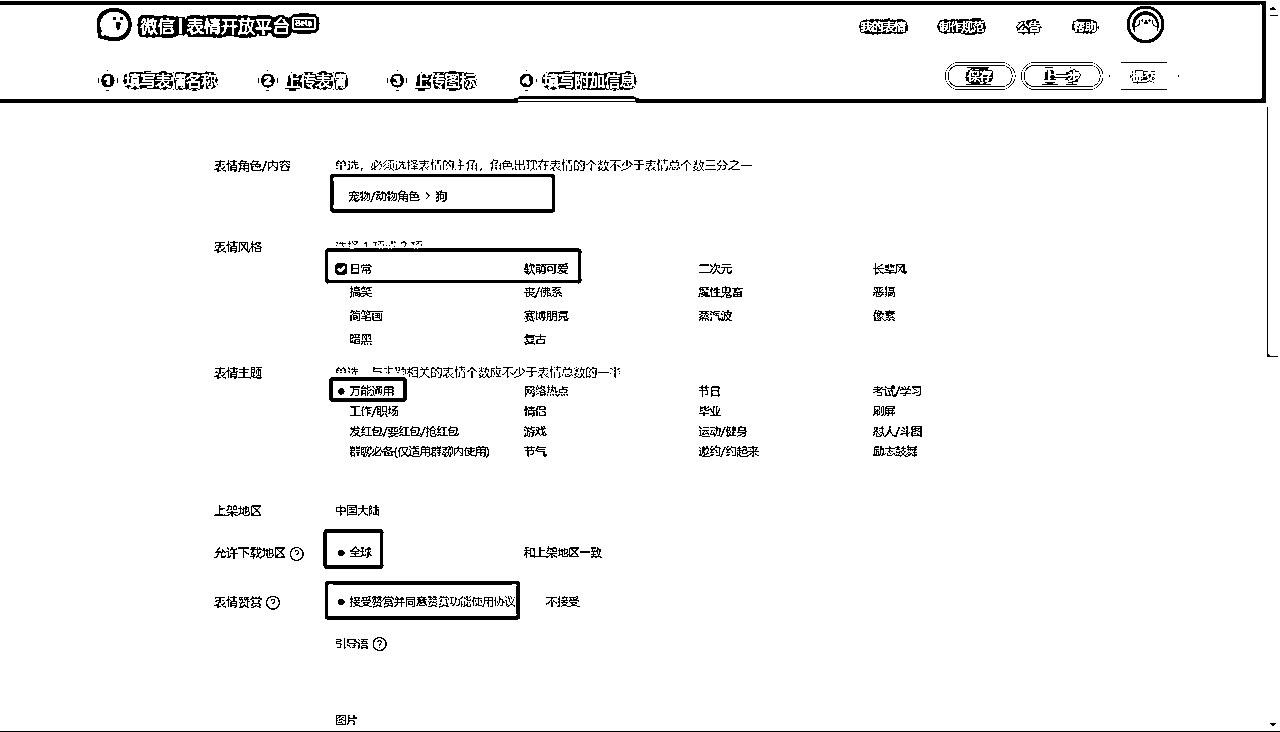 微信 | 表情开放平台 Beta
我的表情 制作规范 公告 帮助
1 填写表情名称 2 上传表情 3 上传图标 4 填写附加信息
保存 上一步 提交
表情角色/内容 单选，必须选择表情的主角，角色出现在表情的个数不少于表情总个数三分之一
宠物/动物角色 > 狗
表情风格 选择 1 项或 2 项
日常 软萌可爱 二次元 长辈风
搞笑 丧/佛系 魔性鬼畜 恶搞
简笔画 赛博朋克 蒸汽波 像素
暗黑 复古
表情主题 单选，与主题相关的表情个数应不少于表情总数的一半
万能通用 网络热点 节日 考试/学习
工作/职场 情侣 毕业 刷屏
发红包/要红包/抢红包 游戏 运动/健身 怼人/斗图
群聊必备(仅适用群聊内使用) 节气 邀约/约起来 励志鼓舞
上架地区 中国大陆
允许下载地区 ? 全球 和上架地区一致
表情赞赏 ? 接受赞赏并同意赞赏功能使用协议 不接受
引导语 ?
图片